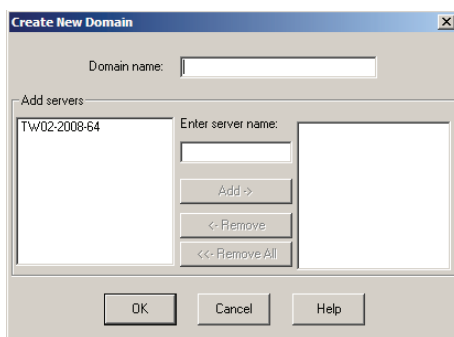 Create New Domain
Domain name:
Add servers
TW02-2008-64
Enter server name:
Add ->
<- Remove
<<- Remove All
OK
Cancel
Help